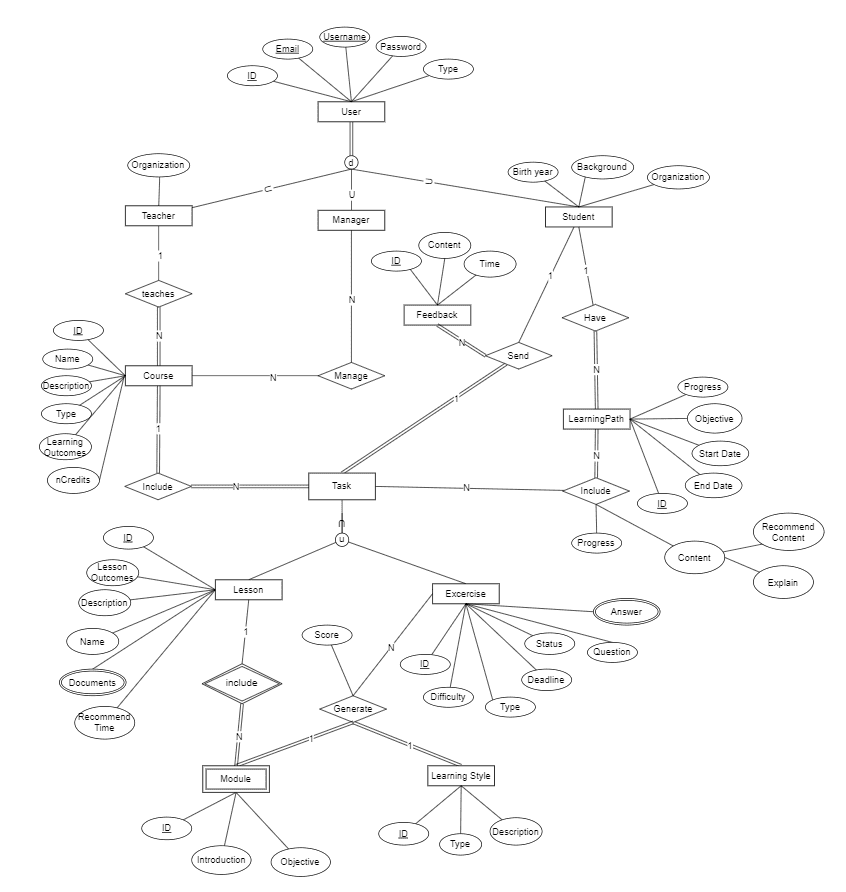 Username
Email
Password
Type
ID
User
d
Organization
Birth year
Background
Organization
U
U
U
Teacher
Manager
Student
1
Content
ID
Time
1
1
teaches
N
Feedback
Have
ID
N
N
Send
Name
Course
N
Manage
N
Description
Progress
Type
1
1
LearningPath
Objective
Learning
Outcomes
N
Start Date
nCredits
Include
N
Task
N
Include
End Date
ID
U
Recommend
Content
ID
u
Progress
Content
Lesson
Outcomes
Explain
Description
Lesson
Excercise
Answer
Name
1
Score
N
Status
Question
ID
Documents
include
Deadline
Difficulty
Type
Recommend
Time
Generate
N
1
1
Module
Learning Style
ID
ID
Description
Type
Introduction
Objective